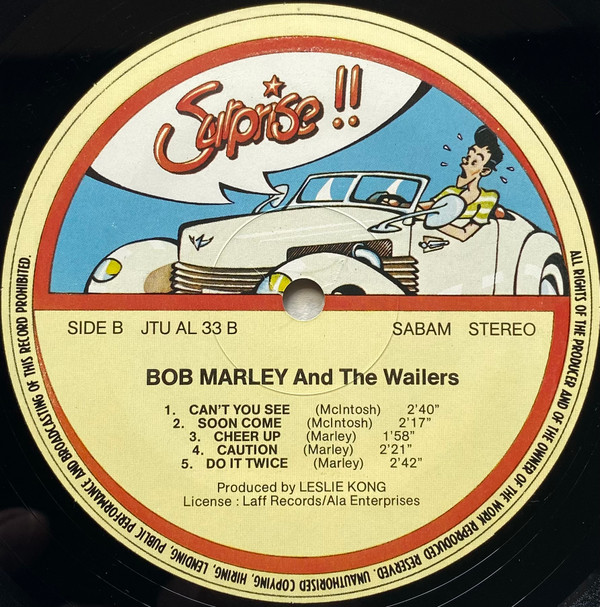 Surprise !!
SIDE B JTU AL 33 B SABAM STEREO
BOB MARLEY And The Wailers
1. CAN'T YOU SEE (McIntosh) 2'40"
2. SOON COME (McIntosh) 2'17"
3. CHEER UP (Marley) 1'58"
4. CAUTION (Marley) 2'21"
5. DO IT TWICE (Marley) 2'42"
Produced by LESLIE KONG
License : Laff Records/Ala Enterprises
ALL RIGHTS OF THE PRODUCER AND OF THE OWNER OF THE WORK REPRODUCED RESERVED. UNAUTHORISED COPYING, HIRING, LENDING, PUBLIC PERFORMANCE AND BROADCASTING OF THIS RECORD PROHIBITED.